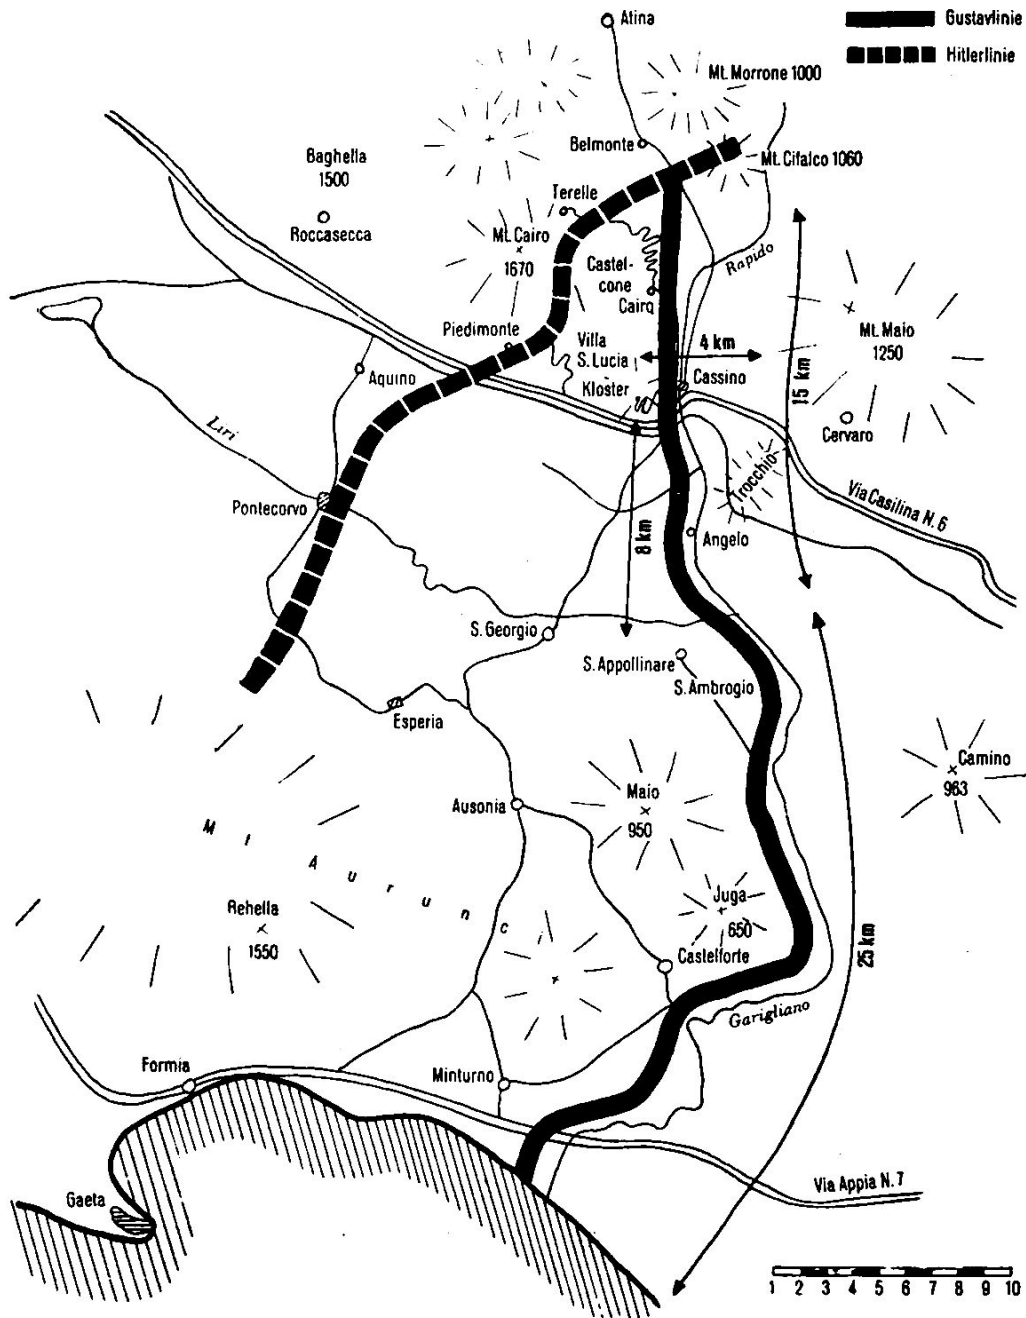 Atina
Gustavlinie
Hitlerlinie
Mt. Morrone 1000
Belmonte
Mt. Cifalco 1060
Baghella
1500
Roccasecca
Terelle
Mt. Cairo
1670
Castel-
cone
Cairo
Rapido
Mt. Maio
1250
Piedimonte
Villa
S. Lucia
Kloster
4 km
Cassino
15 km
Aquino
Cervaro
Liri
Trocchio
Via Casilina N. 6
Pontecorvo
8 km
Angelo
S. Georgio
S. Appollinare
S. Ambrogio
Esperia
Camino
963
Maio
950
Ausonia
Mt Aurunci
Rehella
1550
Juga
650
Castelforte
25 km
Garigliano
Formia
Minturno
Gaeta
Via Appia N. 7
1 2 3 4 5 6 7 8 9 10